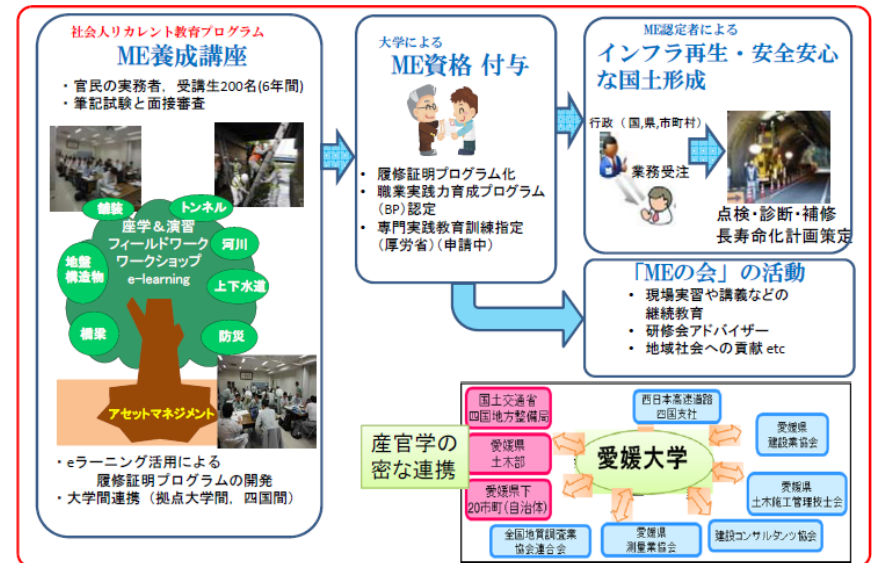 社会人リカレント教育プログラム
ME養成講座
・官民の実務者，受講生200名(6年間)
・筆記試験と面接審査
舗装
トンネル
座学＆演習
フィールドワーク
ワークショップ
e-learning
河川
地盤
構造物
上下水道
橋梁
防災
アセットマネジメント
・eラーニング活用による
履修証明プログラムの開発
・大学間連携（拠点大学間，四国間）
大学による
ME資格 付与
• 履修証明プログラム化
• 職業実践力育成プログラム
(BP)認定
• 専門実践教育訓練指定
（厚労省）（申請中）
ME認定者による
インフラ再生・安全安心
な国土形成
行政（国,県,市町村）
業務受注
点検・診断・補修
長寿命化計画策定
「MEの会」の活動
• 現場実習や講義などの
継続教育
• 研修会アドバイザー
• 地域社会への貢献 etc
産官学の
密な連携
国土交通省
四国地方整備局
愛媛県
土木部
愛媛県下
20市町(自治体)
西日本高速道路
四国支社
愛媛大学
愛媛県
建設業協会
愛媛県
土木施工管理技士会
全国地質調査業
協会連合会
愛媛県
測量業協会
建設コンサルタンツ協会